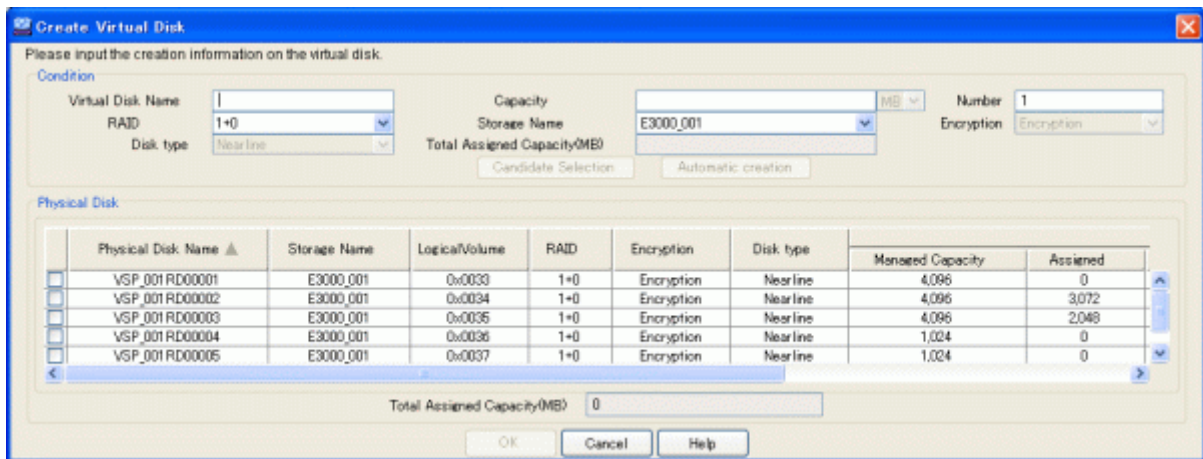 Create Virtual Disk
Please input the creation information on the virtual disk.
Condition
Virtual Disk Name Capacity MB Number 1
RAID 1+0 Storage Name E3000_001 Encryption Encryption
Disk type Nearline Total Assigned Capacity(MB)
Candidate Selection Automatic creation
Physical Disk
Physical Disk Name Storage Name LogicalVolume RAID Encryption Disk type Managed Capacity Assigned
VSP_001RD00001 E3000_001 0x0033 1+0 Encryption Nearline 4,096 0
VSP_001RD00002 E3000_001 0x0034 1+0 Encryption Nearline 4,096 3,072
VSP_001RD00003 E3000_001 0x0035 1+0 Encryption Nearline 4,096 2,048
VSP_001RD00004 E3000_001 0x0036 1+0 Encryption Nearline 1,024 0
VSP_001RD00005 E3000_001 0x0037 1+0 Encryption Nearline 1,024 0
Total Assigned Capacity(MB) 0
OK Cancel Help